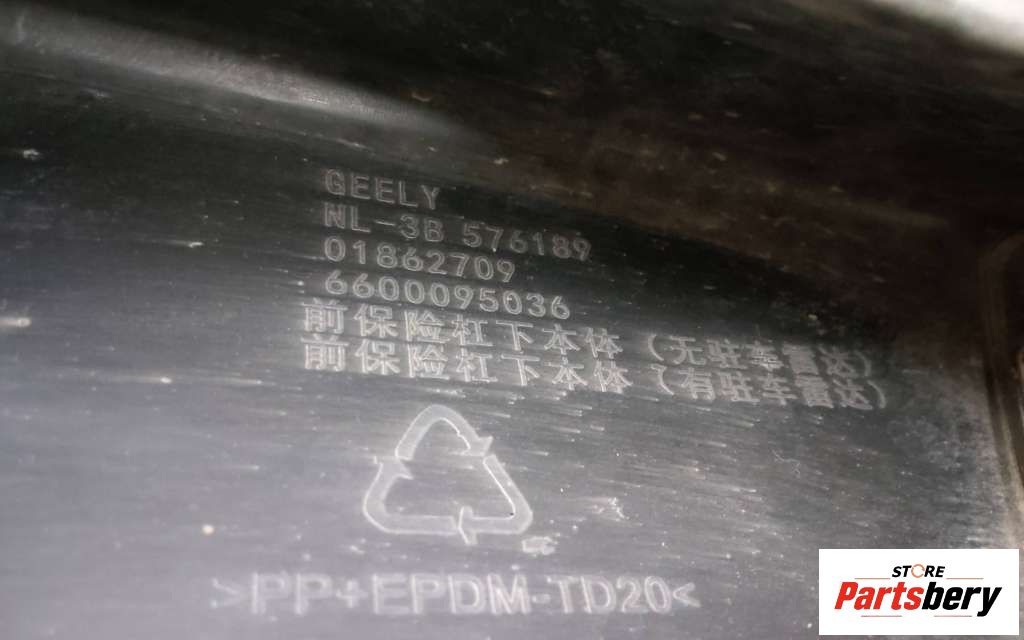 GEELY
NL-3B 576189
01862709
6600095036
前保险杠下本体（无驻车雷达）
前保险杠下本体（有驻车雷达）
>PP+EPDM-TD20<
STORE
Partsbery